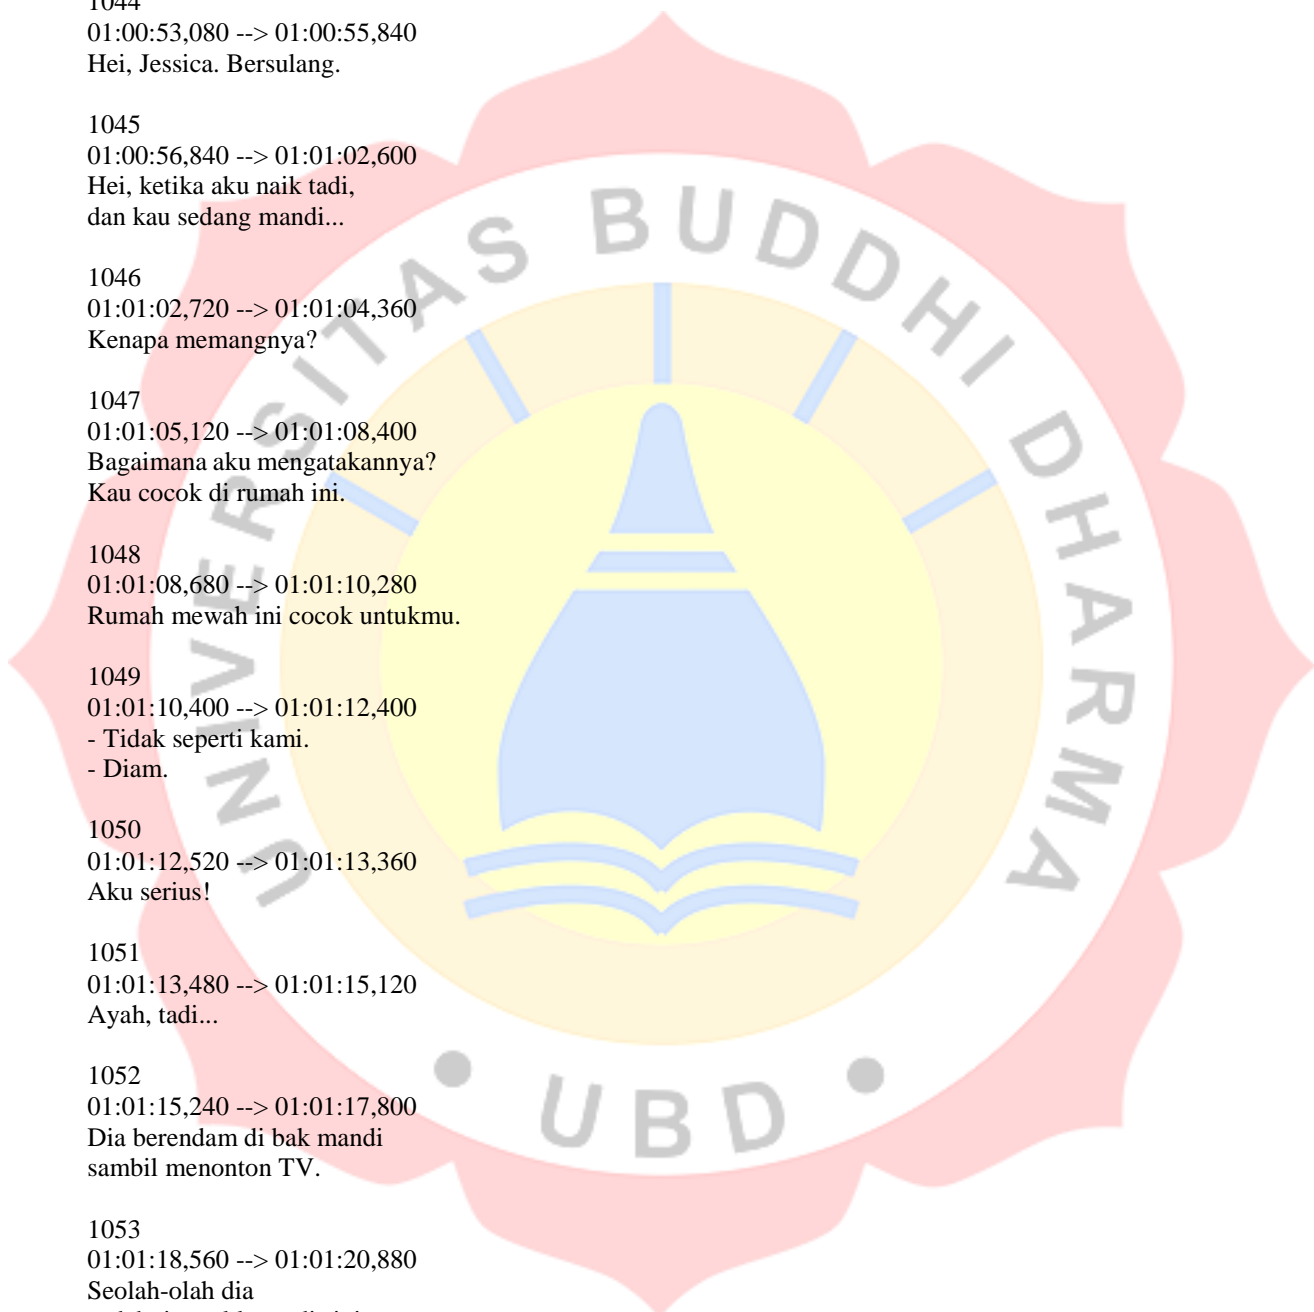 1044
01:00:53,080 --> 01:00:55,840
Hei, Jessica. Bersulang.
1045
01:00:56,840 --> 01:01:02,600
Hei, ketika aku naik tadi,
dan kau sedang mandi...
1046
01:01:02,720 --> 01:01:04,360
Kenapa memangnya?
1047
01:01:05,120 --> 01:01:08,400
Bagaimana aku mengatakannya?
Kau cocok di rumah ini.
1048
01:01:08,680 --> 01:01:10,280
Rumah mewah ini cocok untukmu.
1049
01:01:10,400 --> 01:01:12,400
- Tidak seperti kami.
- Diam.
1050
01:01:12,520 --> 01:01:13,360
Aku serius!
1051
01:01:13,480 --> 01:01:15,120
Ayah, tadi...
1052
01:01:15,240 --> 01:01:17,800
Dia berendam di bak mandi
sambil menonton TV.
1053
01:01:18,560 --> 01:01:20,880
Seolah-olah dia
UNIVERSITAS BUDDHI DHARMA
UBD